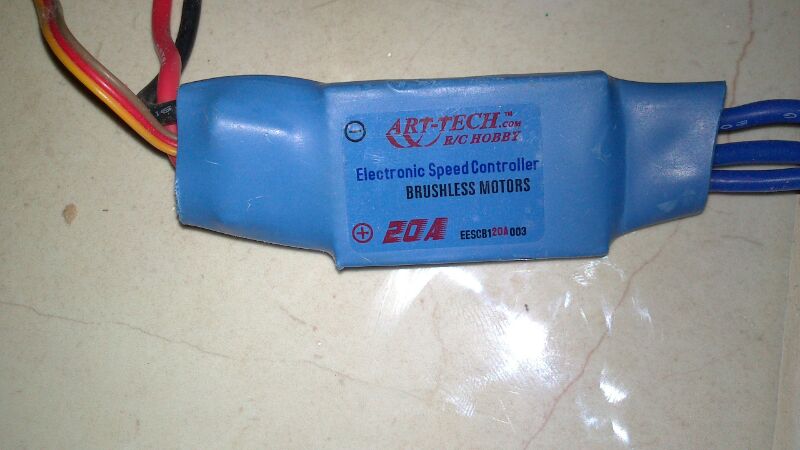 ART-TECH.COM™
R/C HOBBY
Electronic Speed Controller
BRUSHLESS MOTORS
20A EESCB120A003